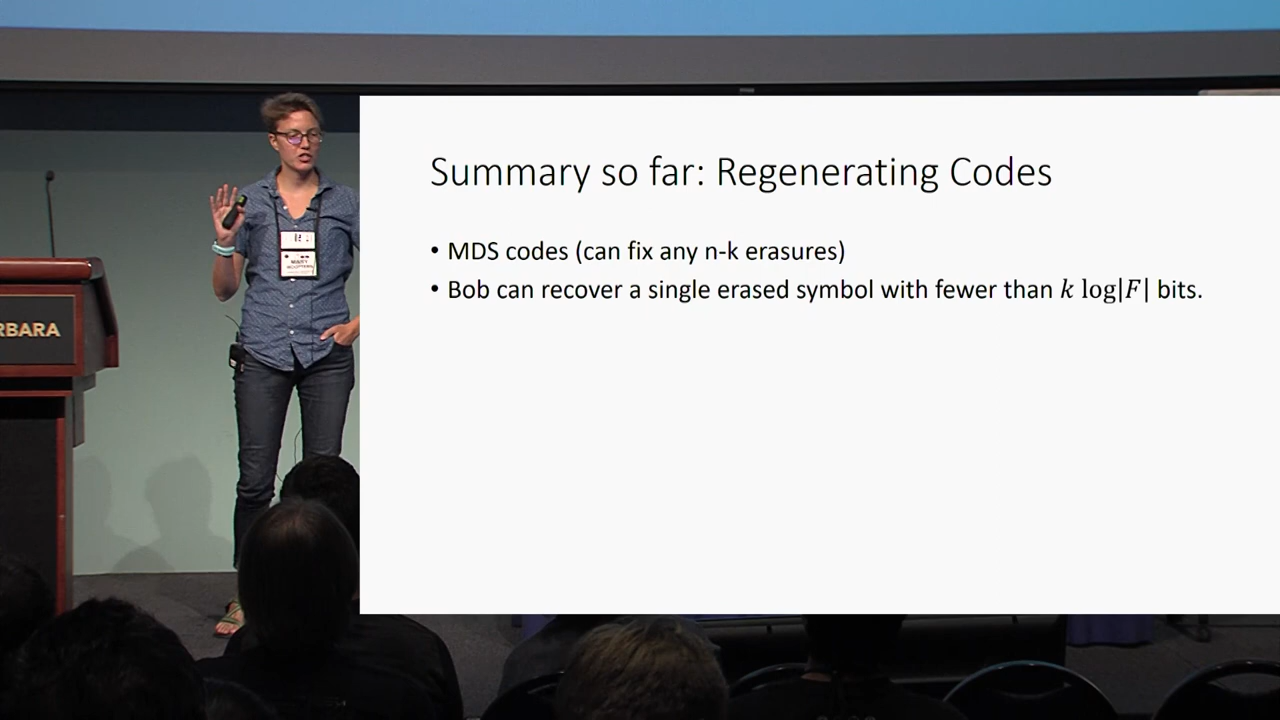 Summary so far: Regenerating Codes
• MDS codes (can fix any n-k erasures)
• Bob can recover a single erased symbol with fewer than k log|F| bits.
RBARA
MARY